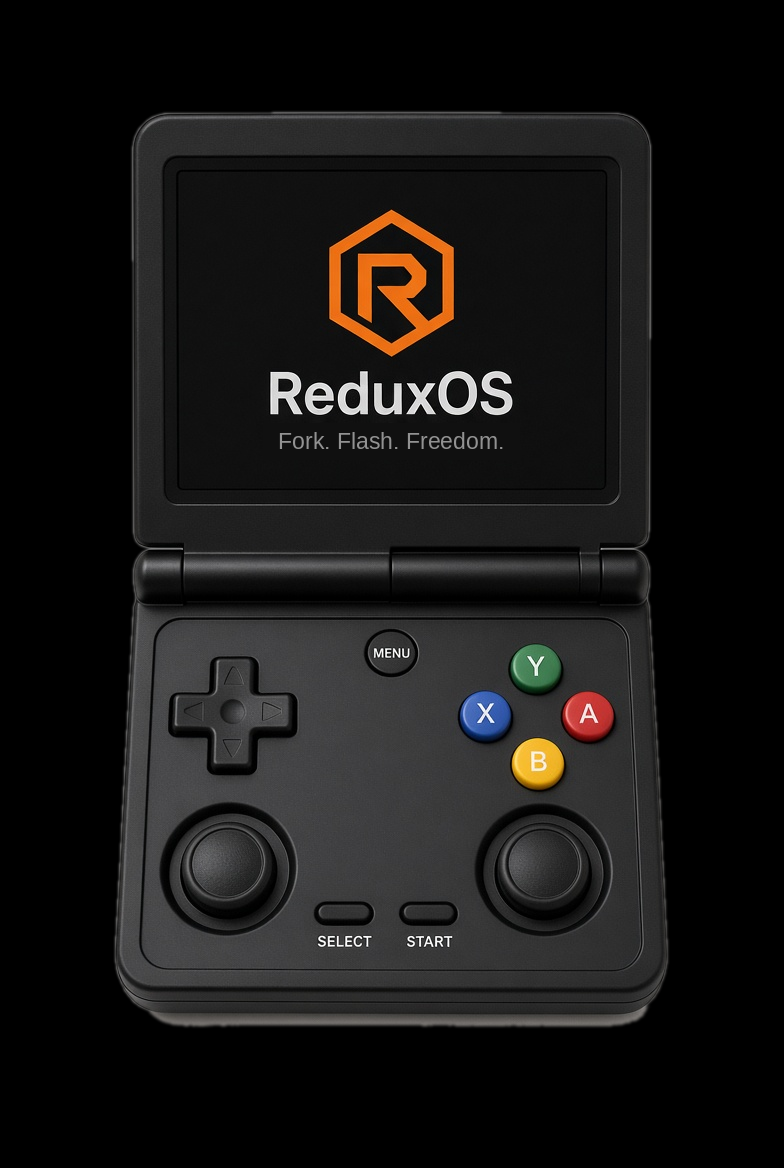 R
ReduxOS
Fork. Flash. Freedom.
MENU
Y
X
A
B
SELECT
START